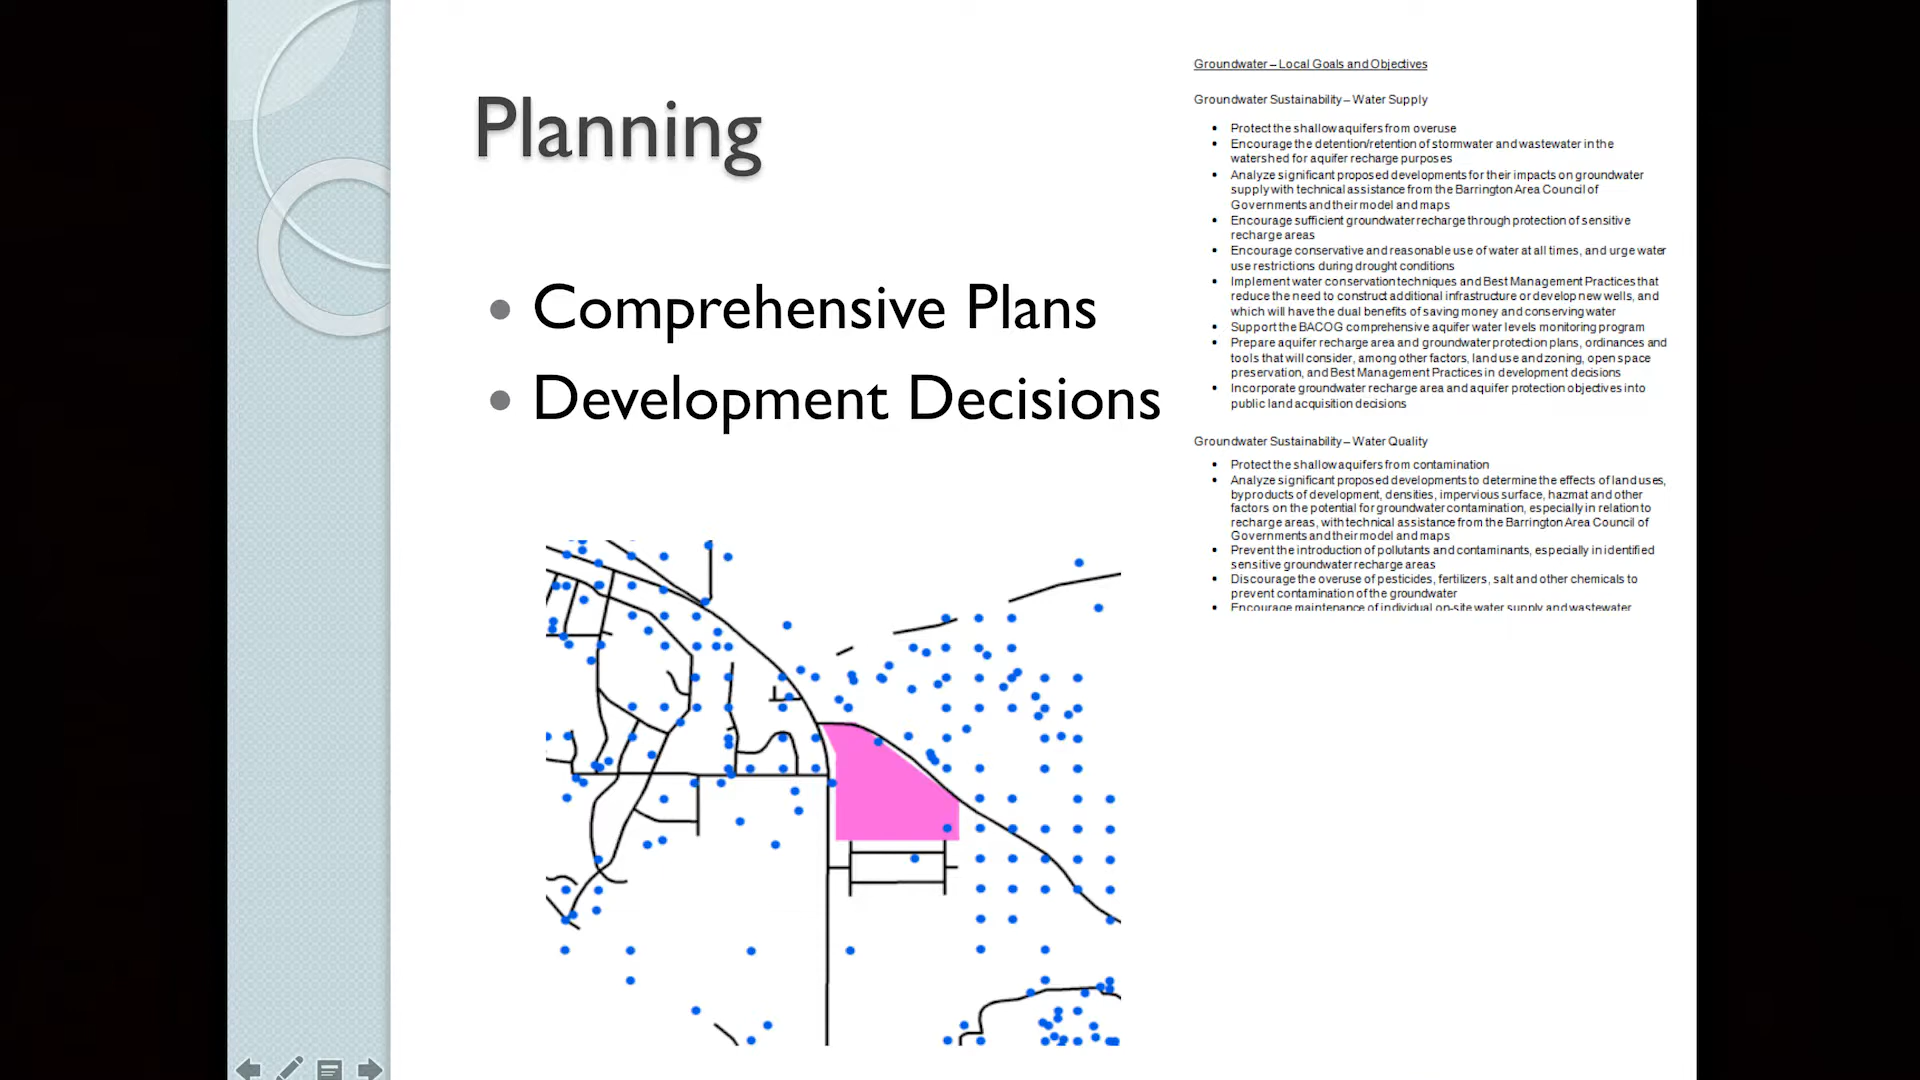 Planning
• Comprehensive Plans
• Development Decisions
Groundwater – Local Goals and Objectives
Groundwater Sustainability – Water Supply
• Protect the shallow aquifers from overuse
• Encourage the detention/retention of stormwater and wastewater in the
watershed for aquifer recharge purposes
• Analyze significant proposed developments for their impacts on groundwater
supply with technical assistance from the Barrington Area Council of
Governments and their model and maps
• Encourage sufficient groundwater recharge through protection of sensitive
recharge areas
• Encourage conservative and reasonable use of water at all times, and urge water
use restrictions during drought conditions
• Implement water conservation techniques and Best Management Practices that
reduce the need to construct additional infrastructure or develop new wells, and
which will have the dual benefits of saving money and conserving water
• Support the BACOG comprehensive aquifer water levels monitoring program
• Prepare aquifer recharge area and groundwater protection plans, ordinances and
tools that will consider, among other factors, land use and zoning, open space
preservation, and Best Management Practices in development decisions
• Incorporate groundwater recharge area and aquifer protection objectives into
public land acquisition decisions
Groundwater Sustainability – Water Quality
• Protect the shallow aquifers from contamination
• Analyze significant proposed developments to determine the effects of land uses,
byproducts of development, densities, impervious surface, hazmat and other
factors on the potential for groundwater contamination, especially in relation to
recharge areas, with technical assistance from the Barrington Area Council of
Governments and their model and maps
• Prevent the introduction of pollutants and contaminants, especially in identified
sensitive groundwater recharge areas
• Discourage the overuse of pesticides, fertilizers, salt and other chemicals to
prevent contamination of the groundwater
• Encourage maintenance of individual on-site water supply and wastewater